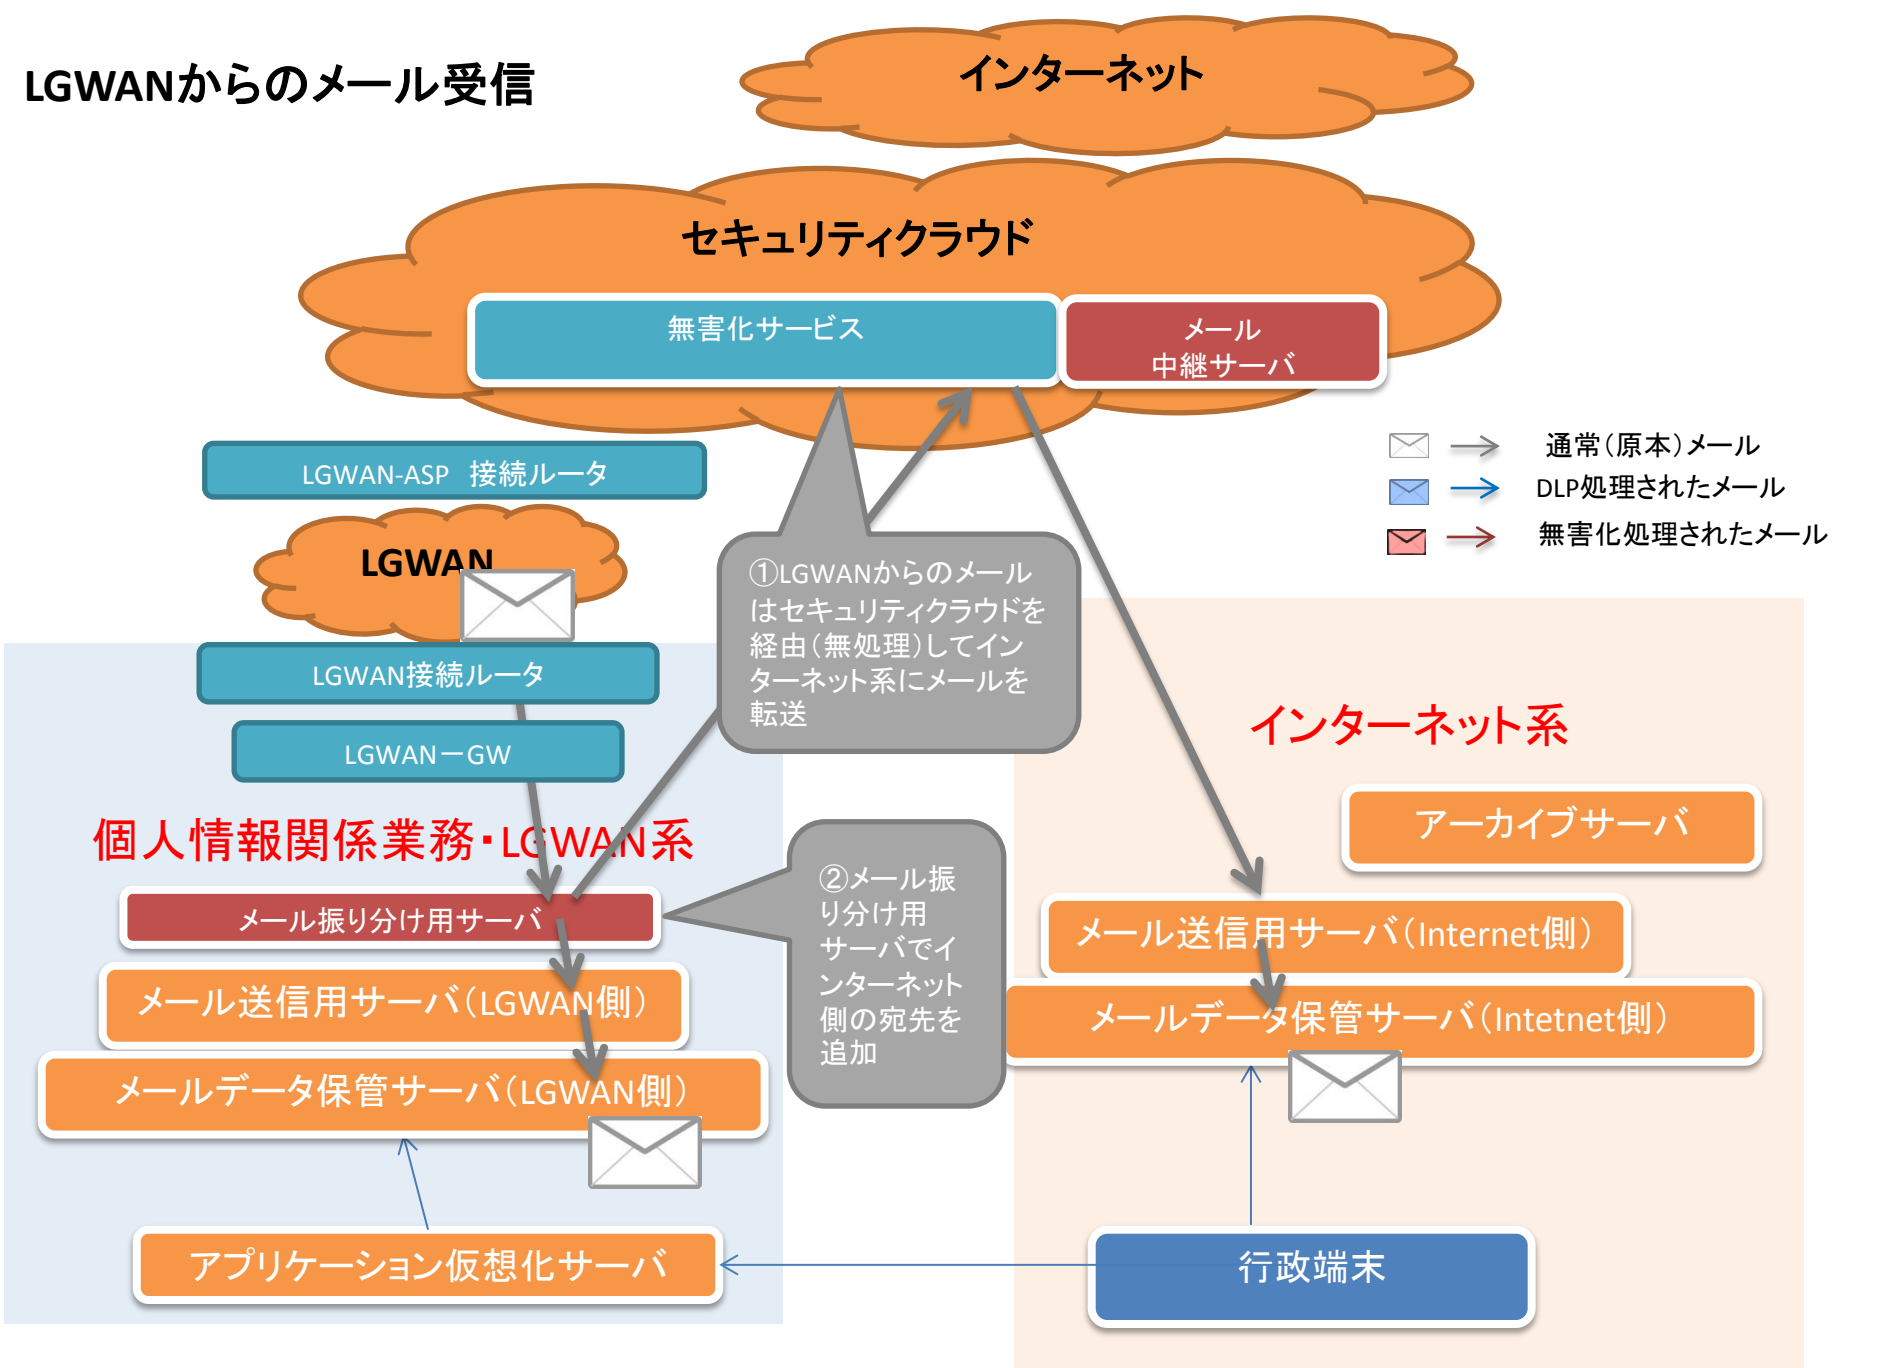 LGWANからのメール受信
インターネット
セキュリティクラウド
無害化サービス
メール
中継サーバ
LGWAN-ASP 接続ルータ
通常(原本)メール
DLP処理されたメール
無害化処理されたメール
LGWAN
①LGWANからのメール
はセキュリティクラウドを
経由(無処理)してイン
ターネット系にメールを
転送
LGWAN接続ルータ
LGWANーGW
インターネット系
個人情報関係業務・LGWAN系
アーカイブサーバ
②メール振
り分け用
サーバでイ
ンターネット
側の宛先を
追加
メール振り分け用サーバ
メール送信用サーバ(Internet側)
メール送信用サーバ(LGWAN側)
メールデータ保管サーバ(Intetnet側)
メールデータ保管サーバ(LGWAN側)
アプリケーション仮想化サーバ
行政端末